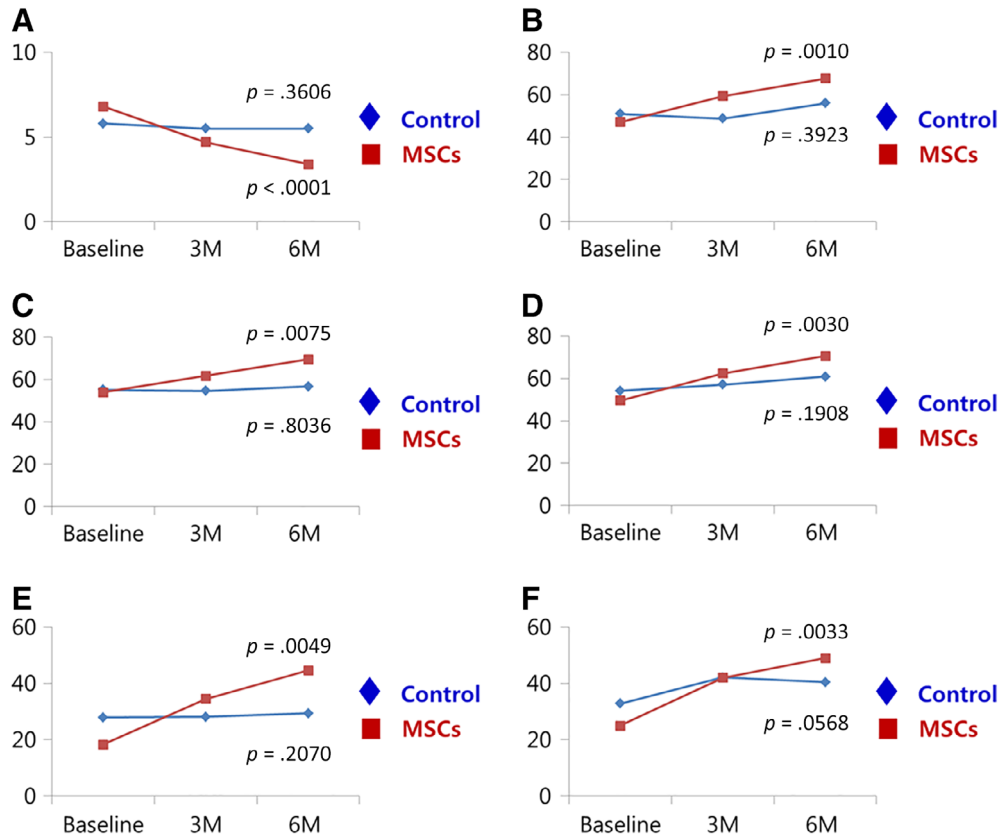 A
10
5
0
p = .3606
p < .0001
Baseline 3M 6M
Control
MSCs
B
80
60
40
20
0
p = .0010
p = .3923
Baseline 3M 6M
Control
MSCs
C
80
60
40
20
0
p = .0075
p = .8036
Baseline 3M 6M
Control
MSCs
D
80
60
40
20
0
p = .0030
p = .1908
Baseline 3M 6M
Control
MSCs
E
60
40
20
0
p = .0049
p = .2070
Baseline 3M 6M
Control
MSCs
F
60
40
20
0
p = .0033
p = .0568
Baseline 3M 6M
Control
MSCs